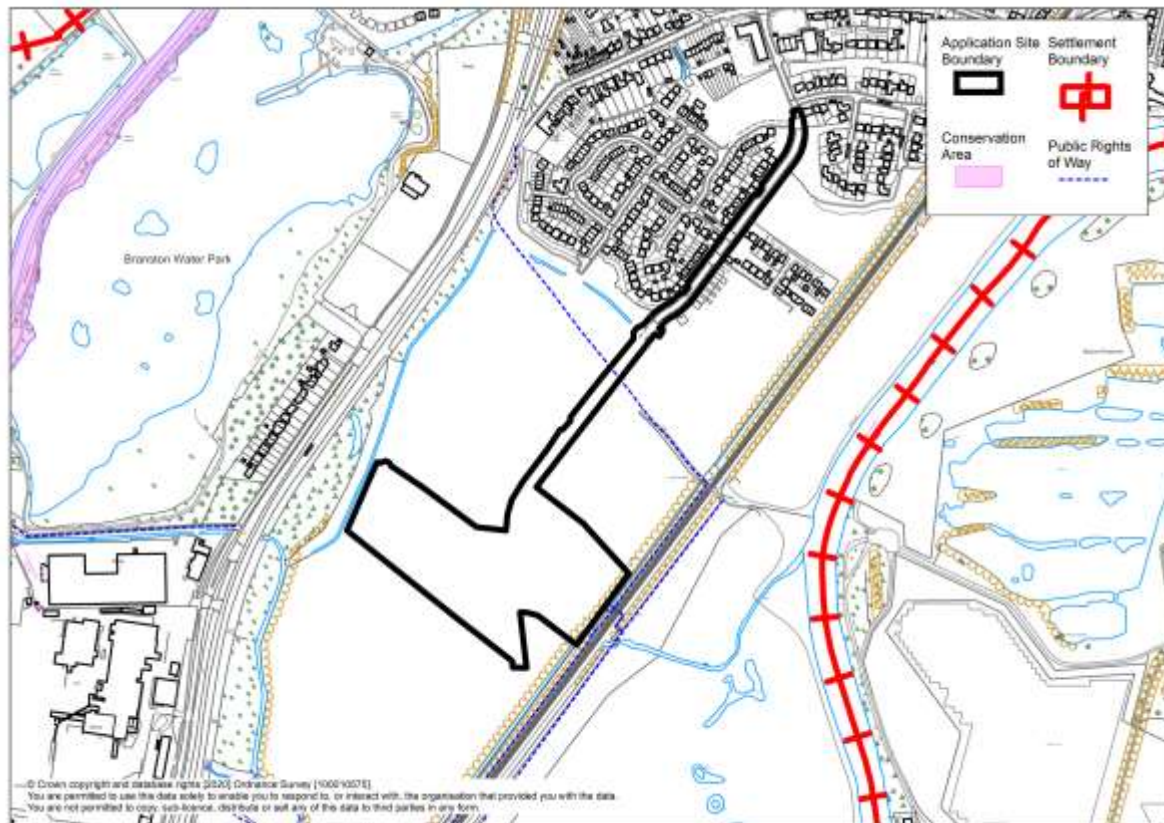 Application Site Boundary
Settlement Boundary
Conservation Area
Public Rights of Way
Branston Water Park
© Crown copyright and database rights [2020] Ordnance Survey [100010575].
You are permitted to use this data solely to enable you to respond to, or interact with, the organisation that provided you with the data.
You are not permitted to copy, sub-licence, distribute or sell any of this data to third parties in any form.